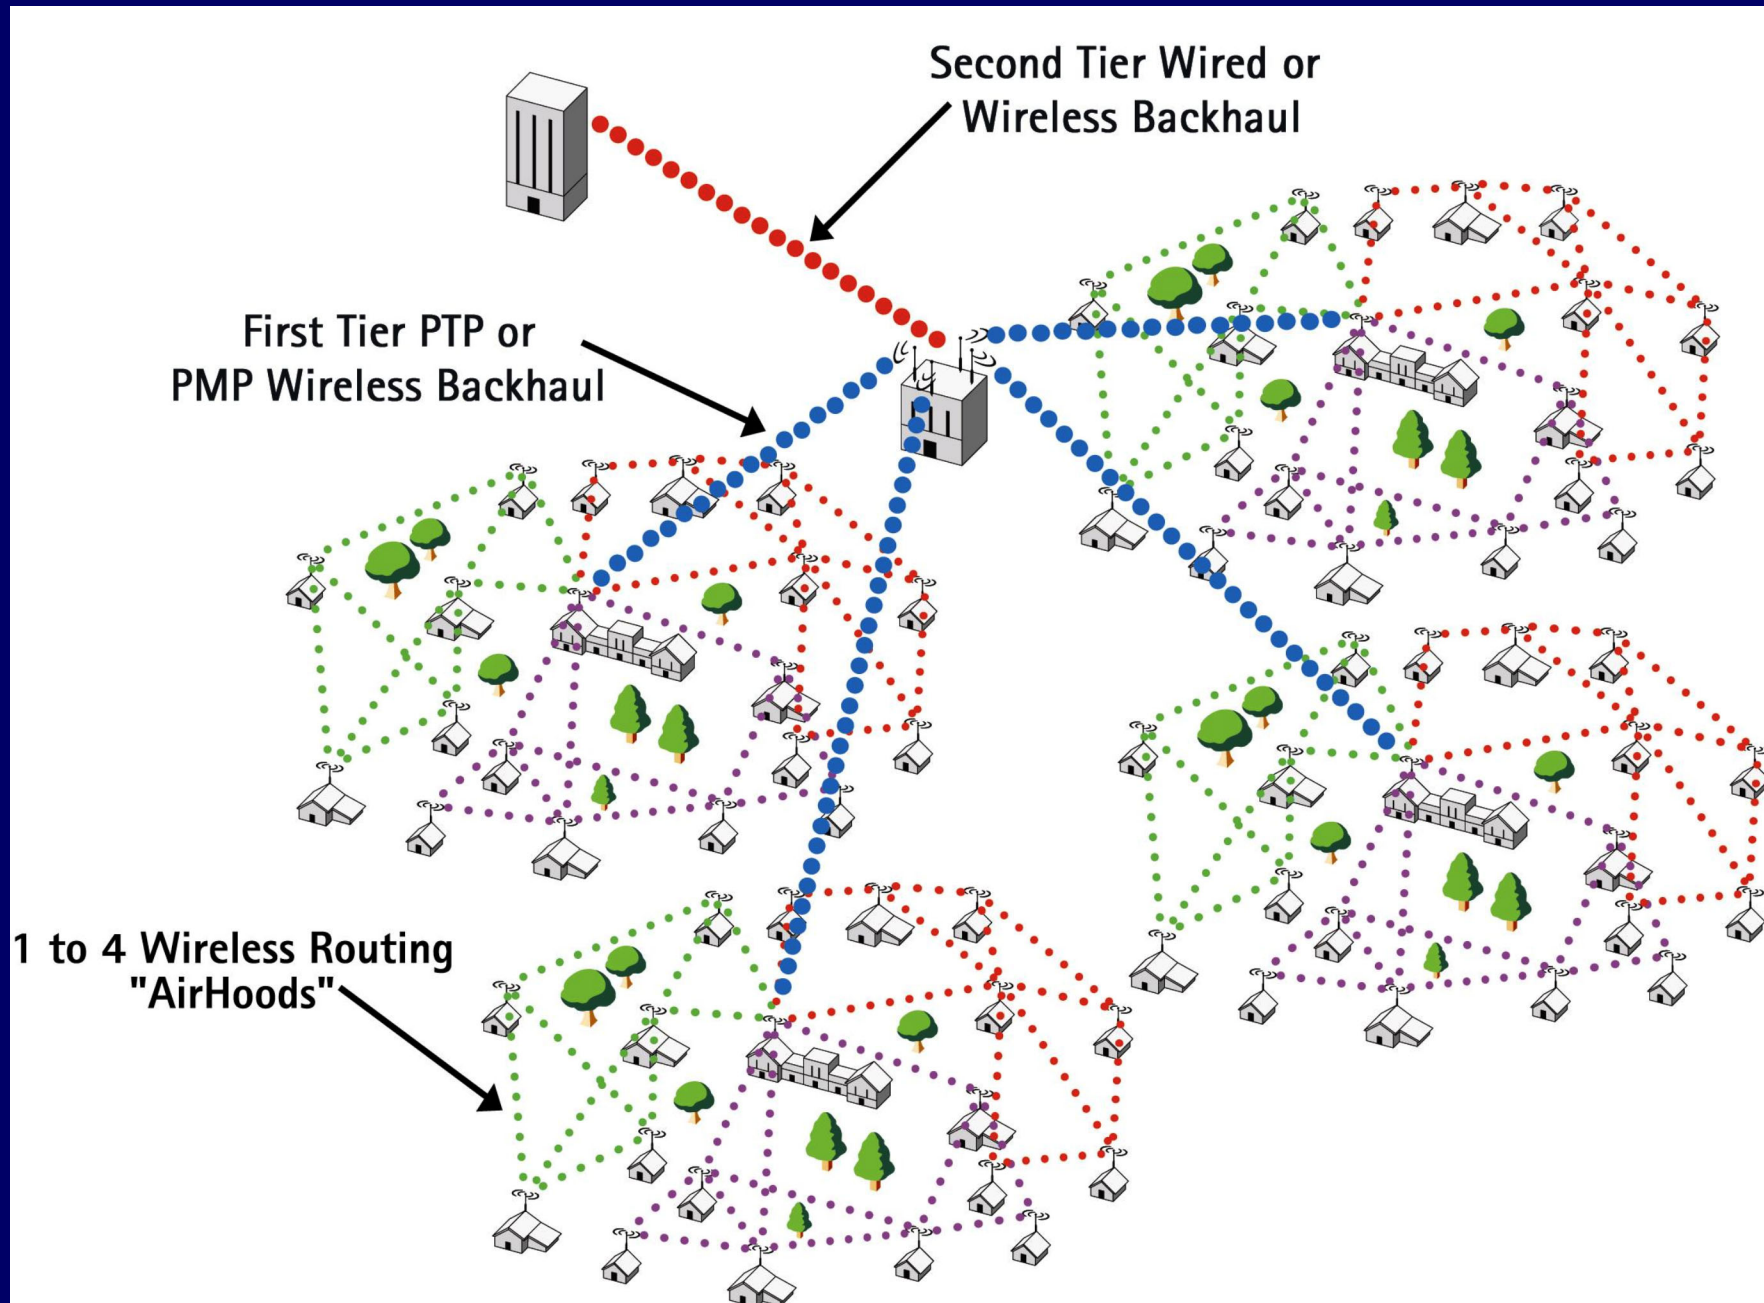 Second Tier Wired or
Wireless Backhaul
First Tier PTP or
PMP Wireless Backhaul
1 to 4 Wireless Routing
"AirHoods"